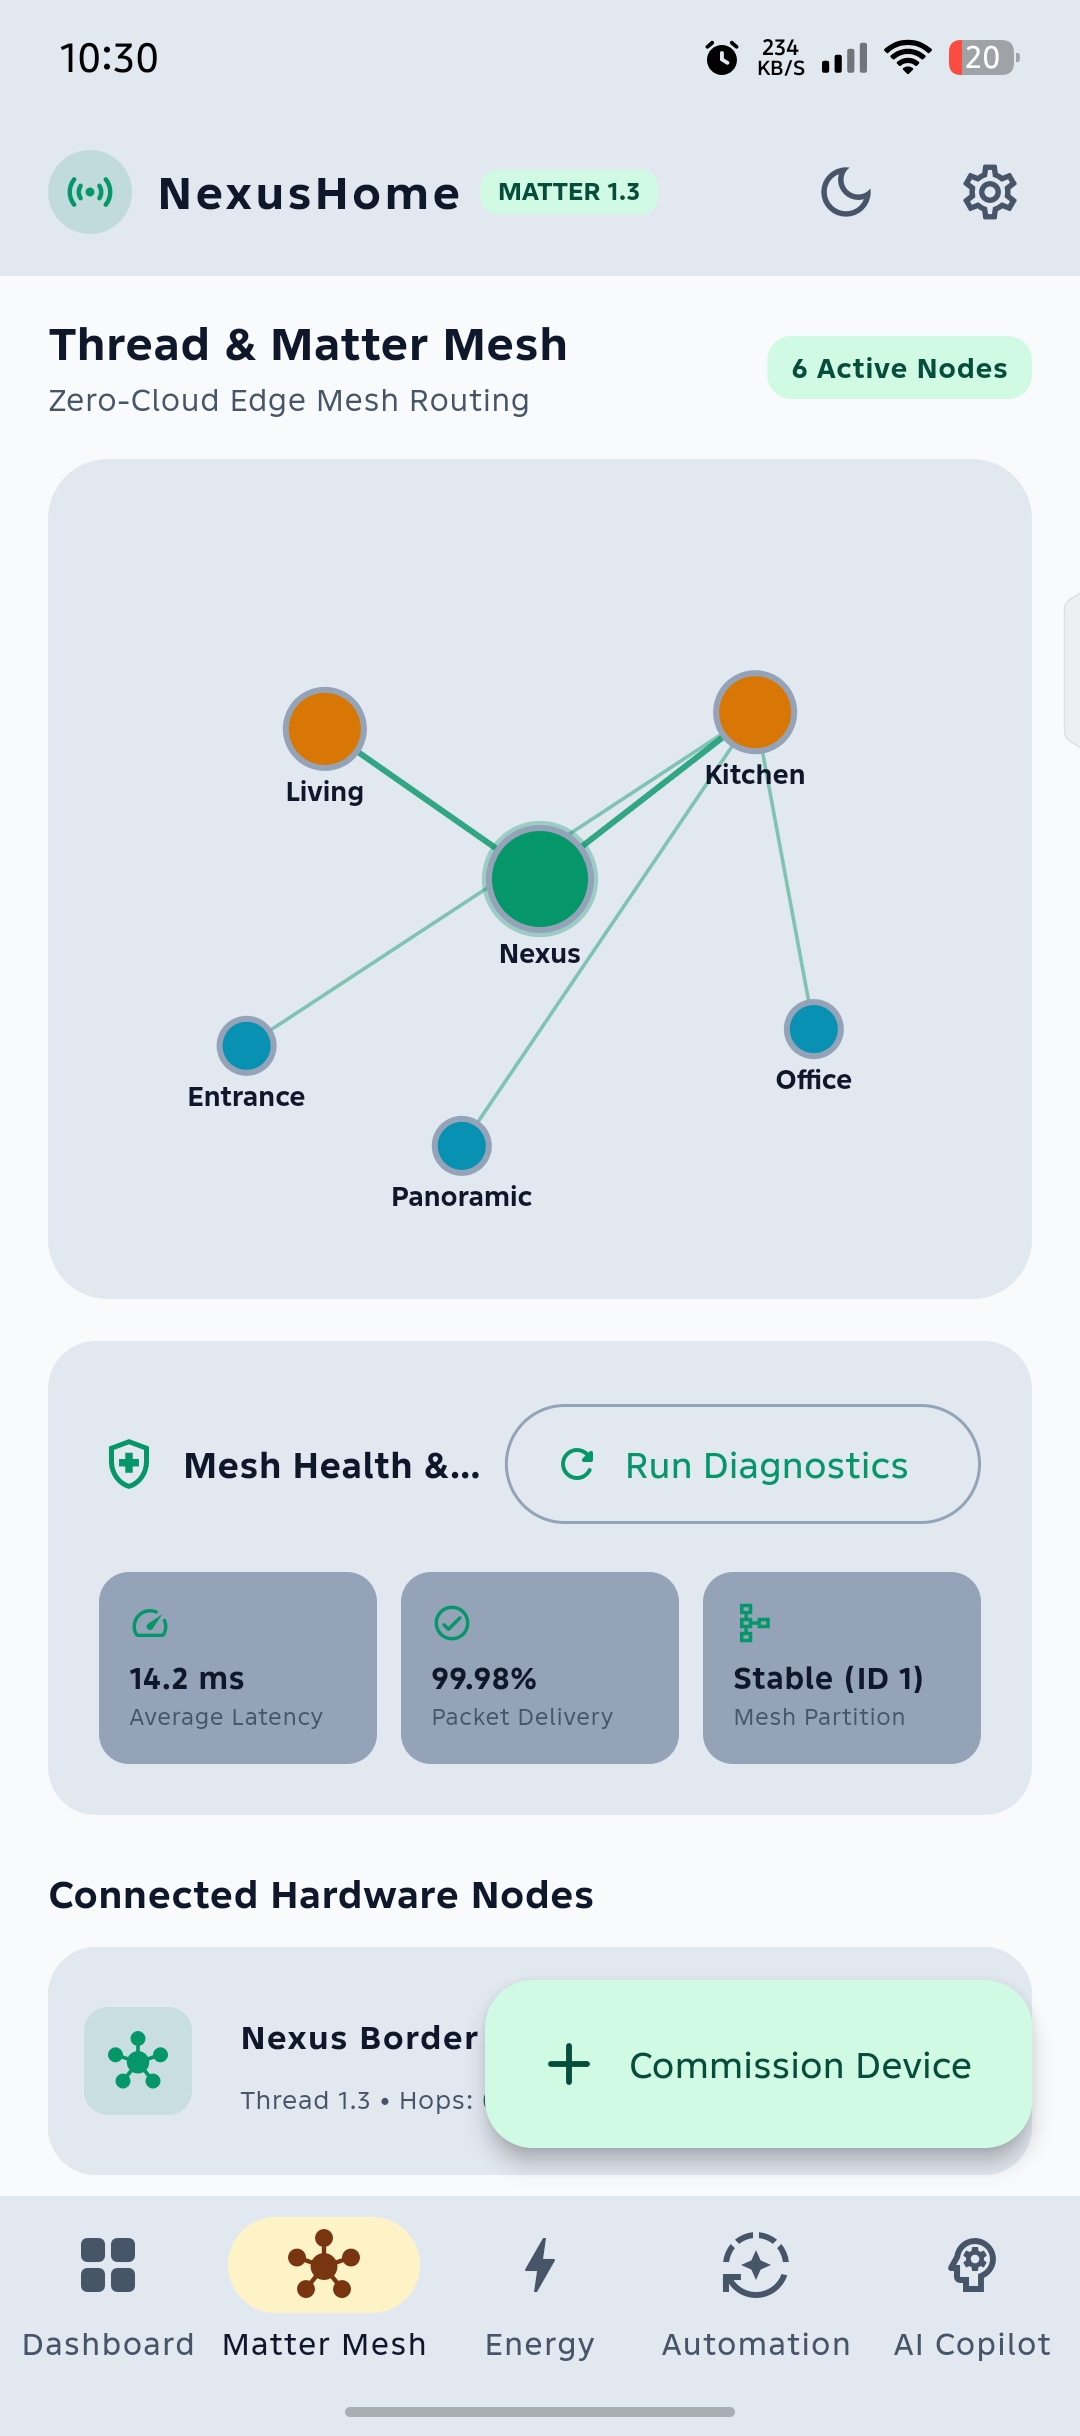 10:30
234
KB/S
20
NexusHome
MATTER 1.3
Thread & Matter Mesh
Zero-Cloud Edge Mesh Routing
6 Active Nodes
Living
Kitchen
Nexus
Entrance
Office
Panoramic
Mesh Health &...
Run Diagnostics
14.2 ms
Average Latency
99.98%
Packet Delivery
Stable (ID 1)
Mesh Partition
Connected Hardware Nodes
Nexus Border
Thread 1.3 • Hops:
Commission Device
Dashboard
Matter Mesh
Energy
Automation
AI Copilot